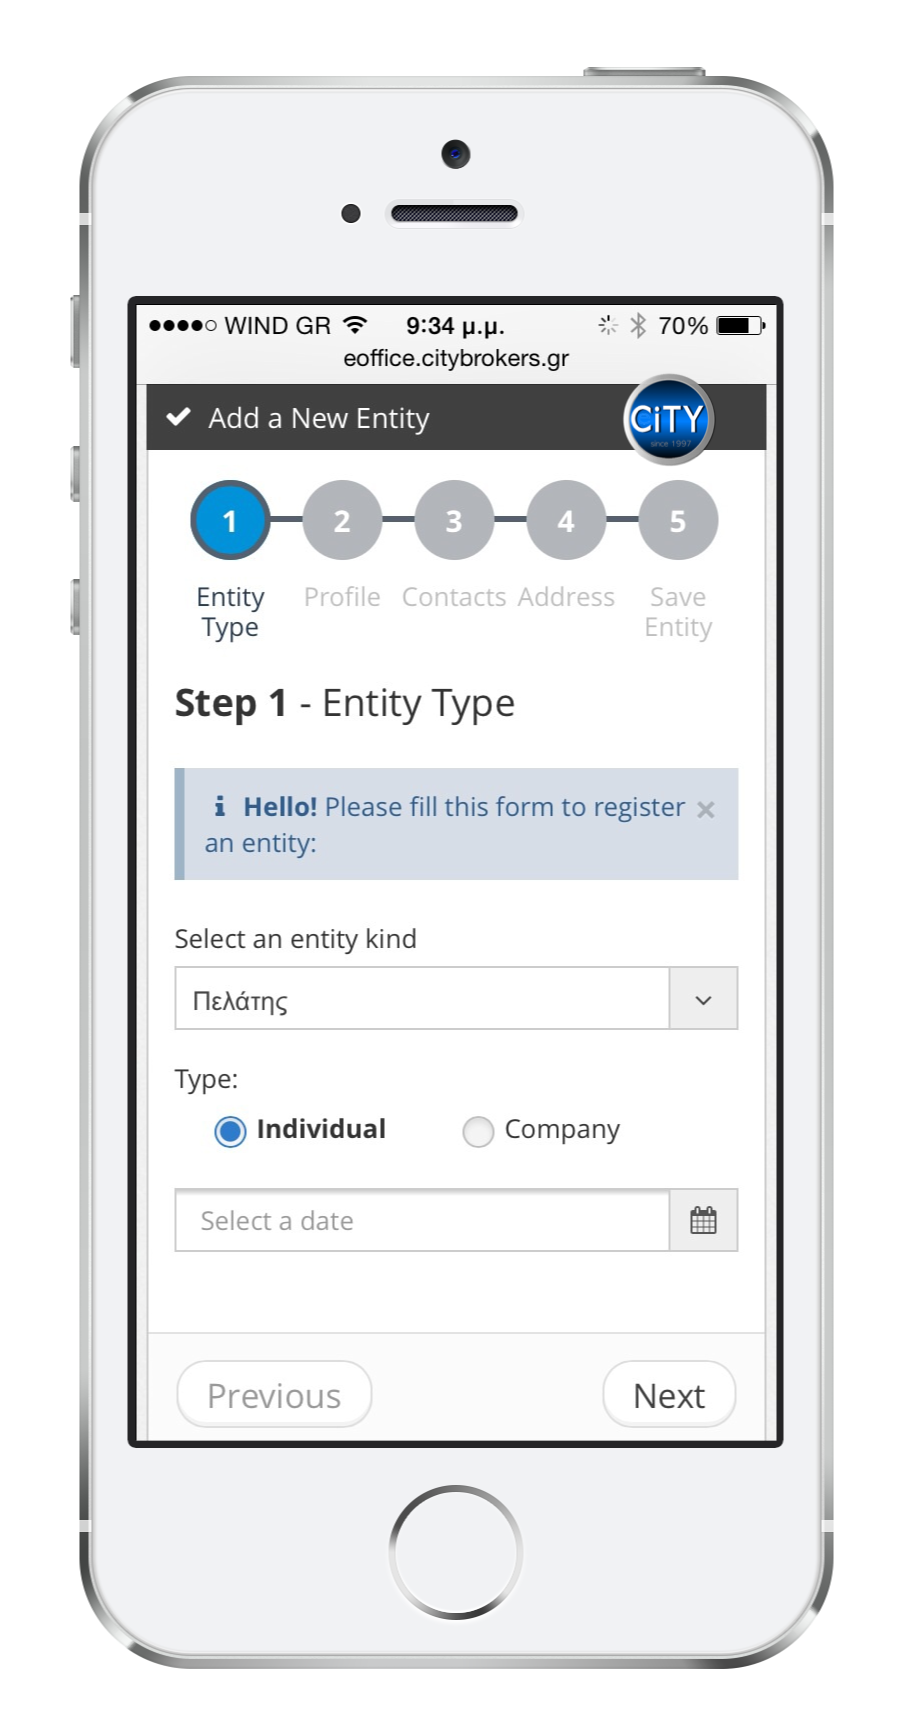 WIND GR 9:34 μ.μ. 70%
eoffice.citybrokers.gr
Add a New Entity
CiTY
since 1997
1 2 3 4 5
Entity Type Profile Contacts Address Save Entity
Step 1 - Entity Type
Hello! Please fill this form to register
an entity:
Select an entity kind
Πελάτης
Type:
Individual Company
Select a date
Previous Next